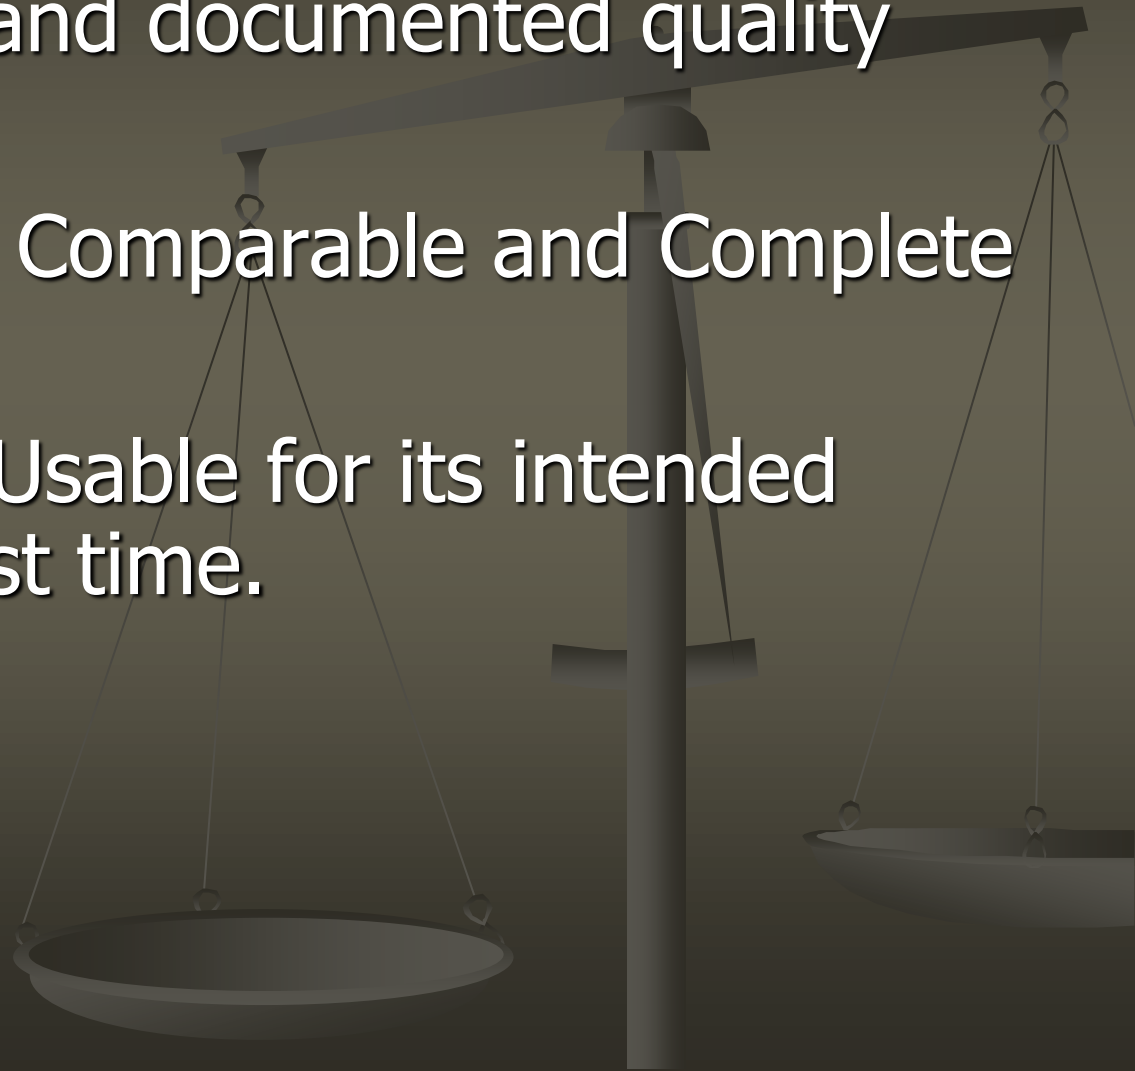 and documented quality
Comparable and Complete
Usable for its intended
st time.